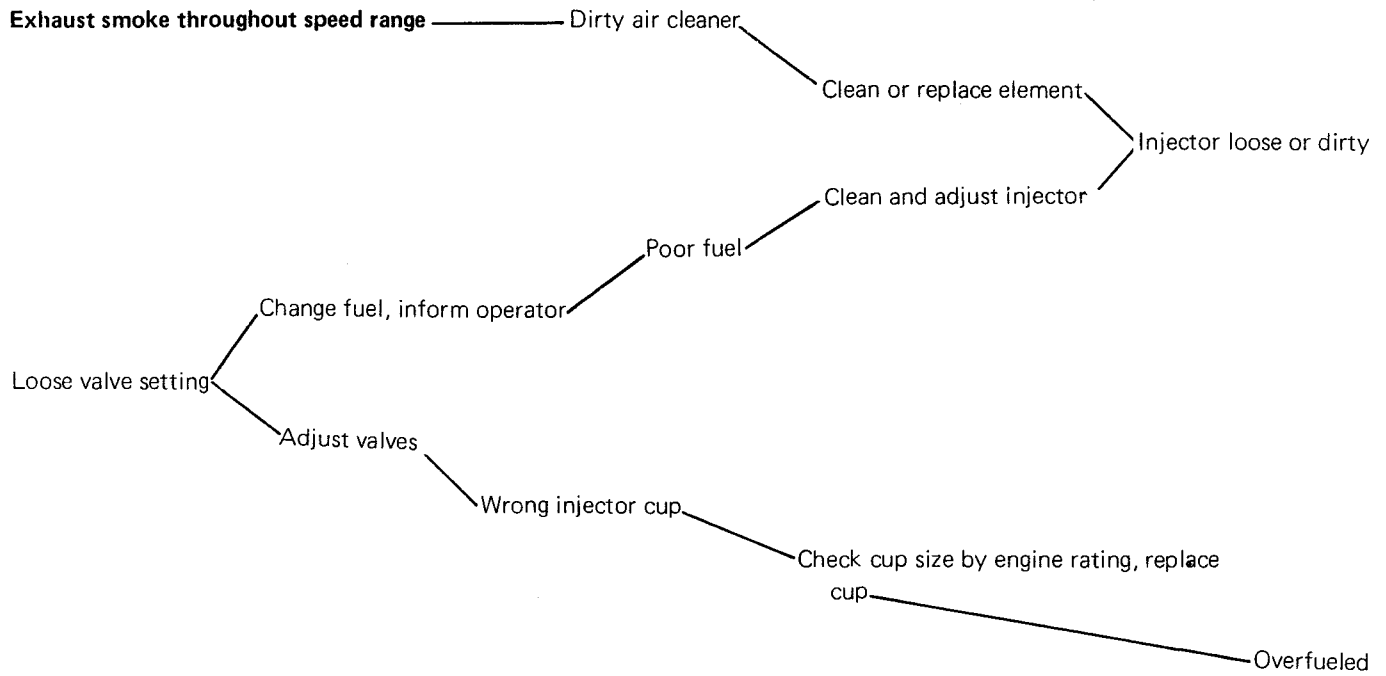 Exhaust smoke throughout speed range
Dirty air cleaner
Clean or replace element
Injector loose or dirty
Clean and adjust injector
Poor fuel
Change fuel, inform operator
Loose valve setting
Adjust valves
Wrong injector cup
Check cup size by engine rating, replace
cup
Overfueled